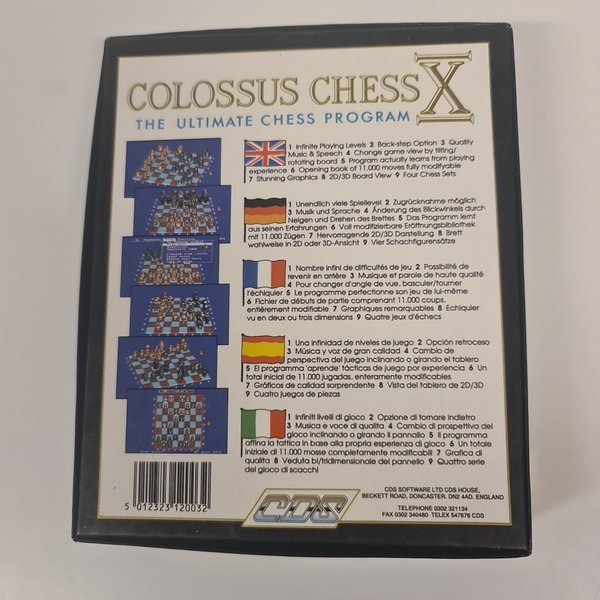 COLOSSUS CHESS X
THE ULTIMATE CHESS PROGRAM
1 Infinite Playing Levels 2 Back-step Option 3 Quality
Music & Speech 4 Change game view by tilting/
rotating board 5 Program actually learns from playing
experience 6 Opening book of 11.000 moves fully modifiable
7 Stunning Graphics 8 2D/3D Board View 9 Four Chess Sets
1 Unendlich viele Spiellevel 2 Zugrücknahme möglich
3 Musik und Sprache 4 Änderung des Blickwinkels durch
Neigen und Drehen des Brettes 5 Das Programm lernt
aus seinen Erfahrungen 6 Voll modifizierbare Eröffnungsbibliothek
mit 11.000 Zügen 7 Hervorragende 2D/3D Darstellung 8 Brett
wahlweise in 2D oder 3D-Ansicht 9 Vier Schachfigurensätze
1 Nombre infini de difficultés de jeu 2 Possibilité de
revenir en arrière 3 Musique et parole de haute qualité
4 Pour changer d'angle de vue, basculer/tourner
l'échiquier 5 Le programme perfectionne son jeu de lui-même
6 Fichier de débuts de partie comprenant 11.000 coups,
entièrement modifiable 7 Graphiques remarquables 8 Echiquier
vu en deux ou trois dimensions 9 Quatre jeux d'échecs
1 Una infinidad de niveles de juego 2 Opción retroceso
3 Música y voz de gran calidad 4 Cambio de
perspectiva del juego inclinando o girando el tablero
5 El programa 'aprende' tácticas de juego por experiencia 6 Un
total inicial de 11.000 jugadas, enteramente modificables
7 Gráficos de calidad sorprendente 8 Vista del tablero de 2D/3D
9 Cuatro juegos de piezas
1 Infiniti livelli di gioco 2 Opzione di tornare indietro
3 Musica e voce di qualita 4 Cambio di prospettiva del
gioco inclinando o girando il pannello 5 Il programma
affina la tattica in base alla propria esperienza di gioco 6 Un totale
iniziale di 11.000 mosse completamente modificabili 7 Grafica di
qualita 8 Veduta bi/tridimensionale del pannello 9 Quattro serie
del gioco di scacchi
5 012323 120032
CDS
CDS SOFTWARE LTD CDS HOUSE,
BECKETT ROAD, DONCASTER, DN2 4AD, ENGLAND
TELEPHONE 0302 321134
FAX 0302 340480. TELEX 547676 CDS